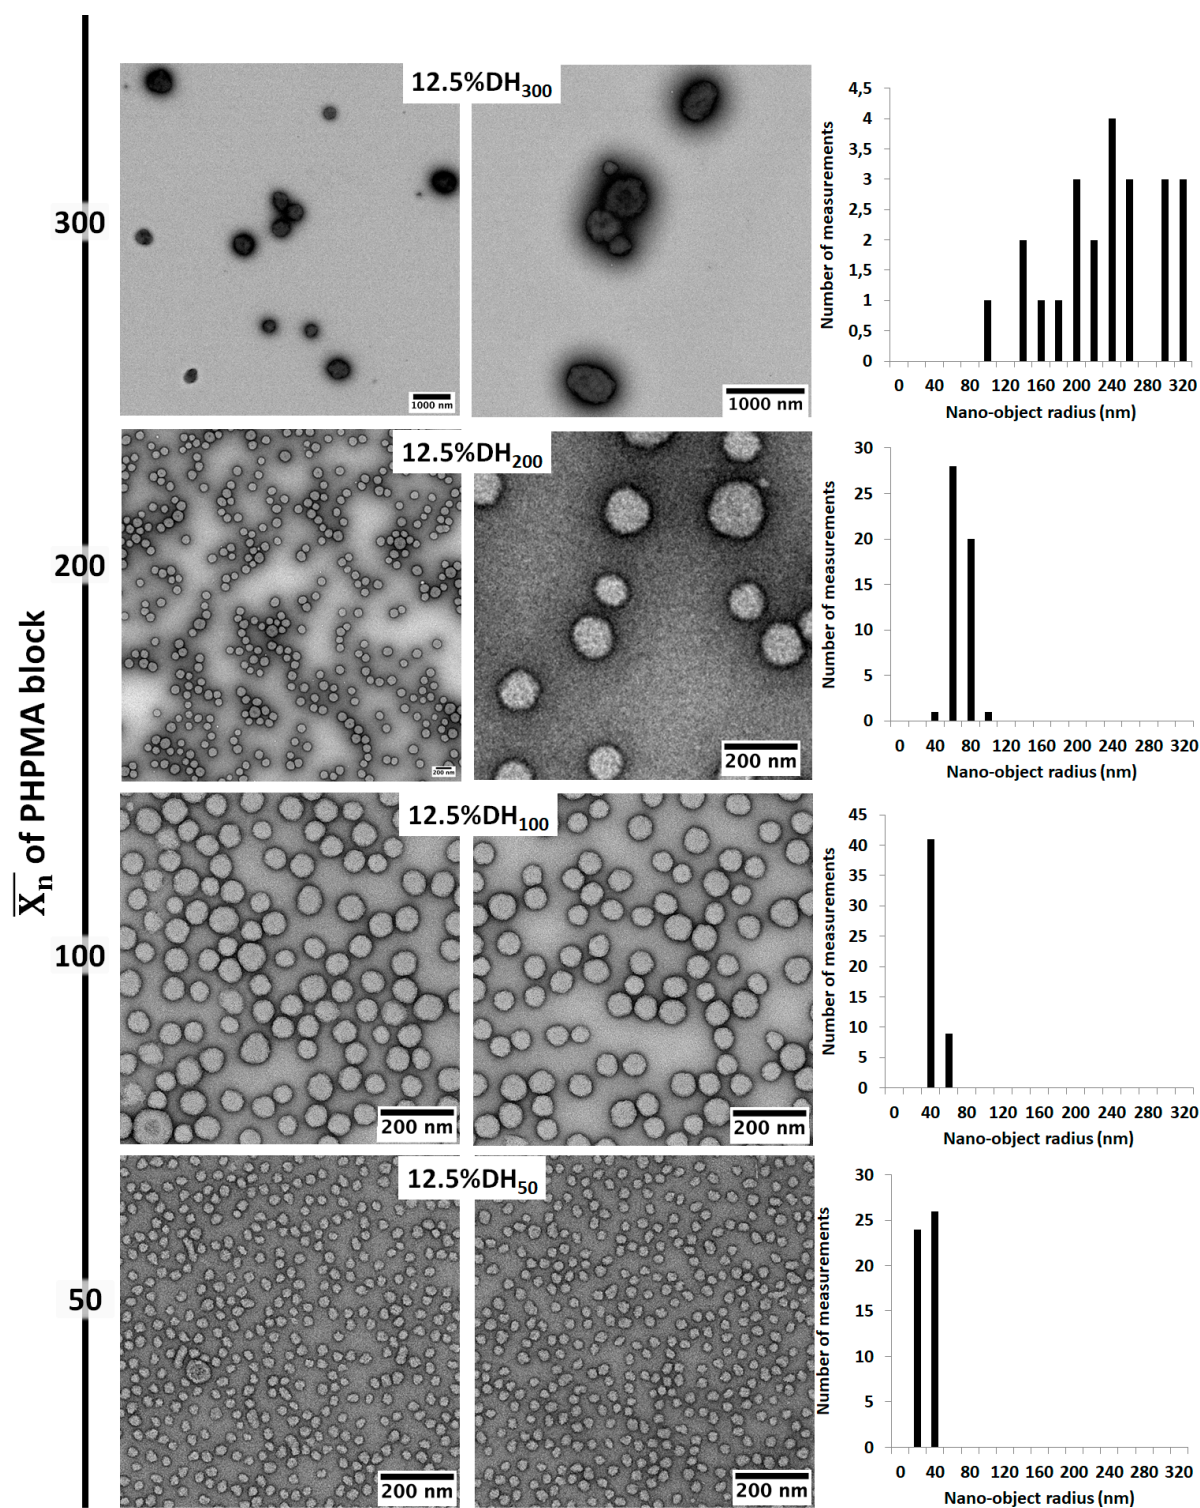 X̄n of PHPMA block
300
12.5%DH300
1000 nm
1000 nm
Number of measurements
4,5
4
3,5
3
2,5
2
1,5
1
0,5
0
0 40 80 120 160 200 240 280 320
Nano-object radius (nm)
200
12.5%DH200
200 nm
200 nm
Number of measurements
30
25
20
15
10
5
0
0 40 80 120 160 200 240 280 320
Nano-object radius (nm)
100
12.5%DH100
200 nm
200 nm
Number of measurements
45
40
35
30
25
20
15
10
5
0
0 40 80 120 160 200 240 280 320
Nano-object radius (nm)
50
12.5%DH50
200 nm
200 nm
Number of measurements
30
25
20
15
10
5
0
0 40 80 120 160 200 240 280 320
Nano-object radius (nm)